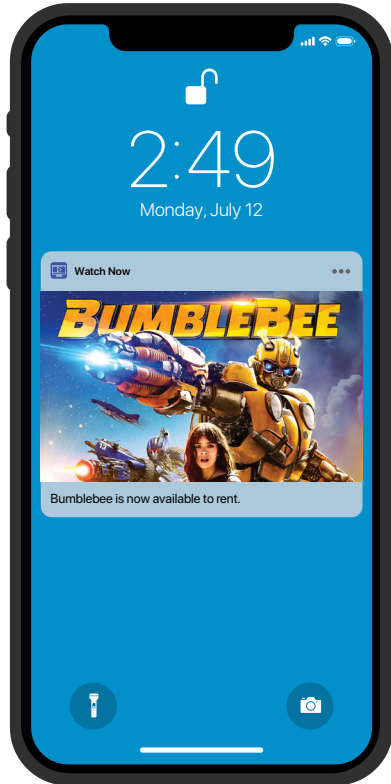 2:49
Monday, July 12
Watch Now
BUMBLEBEE
Bumblebee is now available to rent.